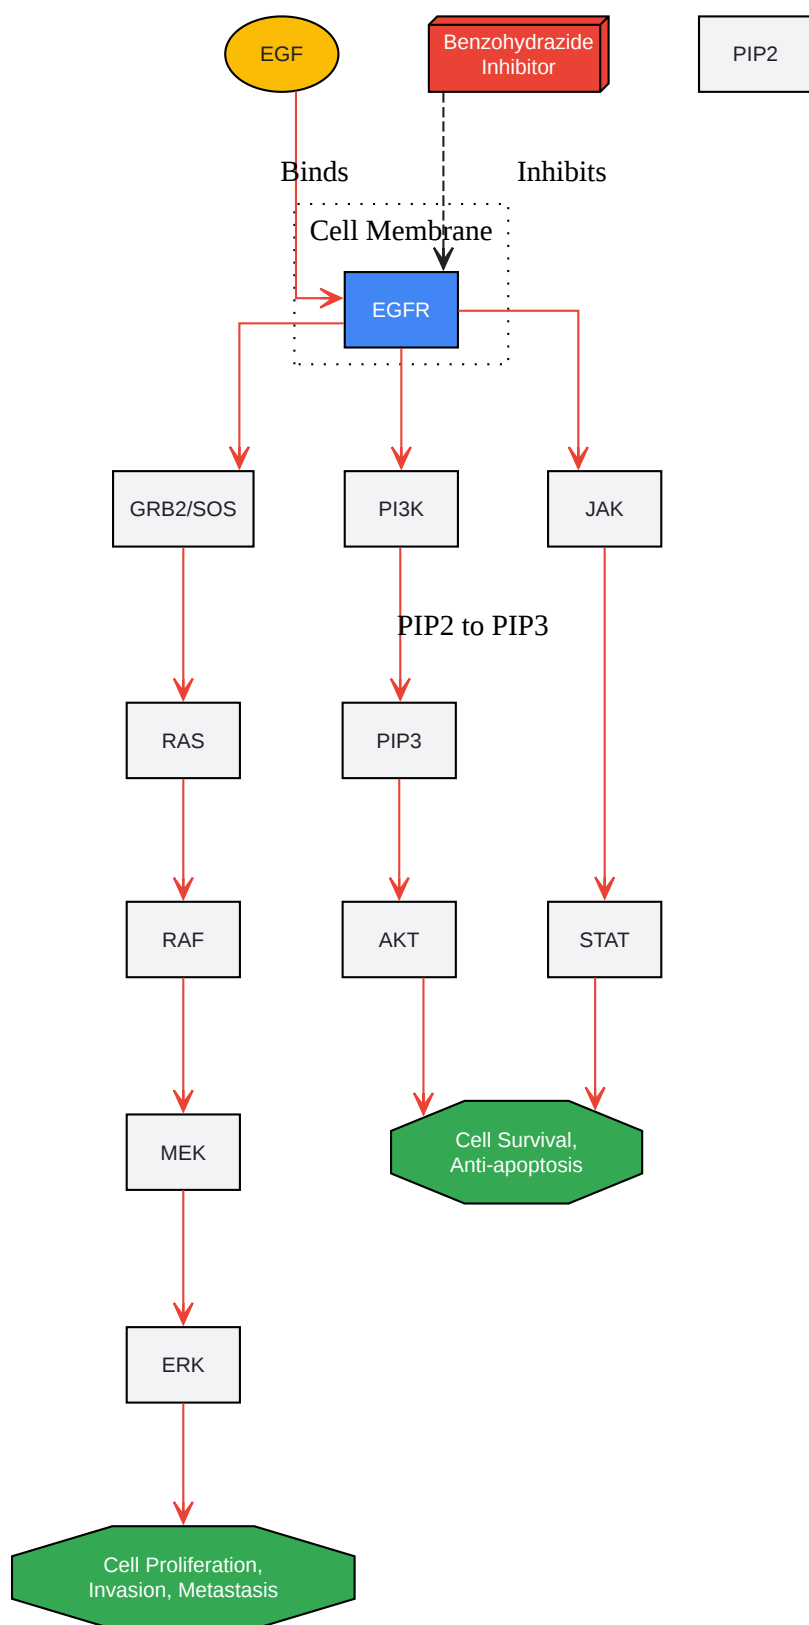 EGF
Benzohydrazide
Inhibitor
PIP2
Binds
Inhibits
Cell Membrane
EGFR
GRB2/SOS
PI3K
JAK
PIP2 to PIP3
RAS
PIP3
RAF
AKT
STAT
MEK
Cell Survival,
Anti-apoptosis
ERK
Cell Proliferation,
Invasion, Metastasis